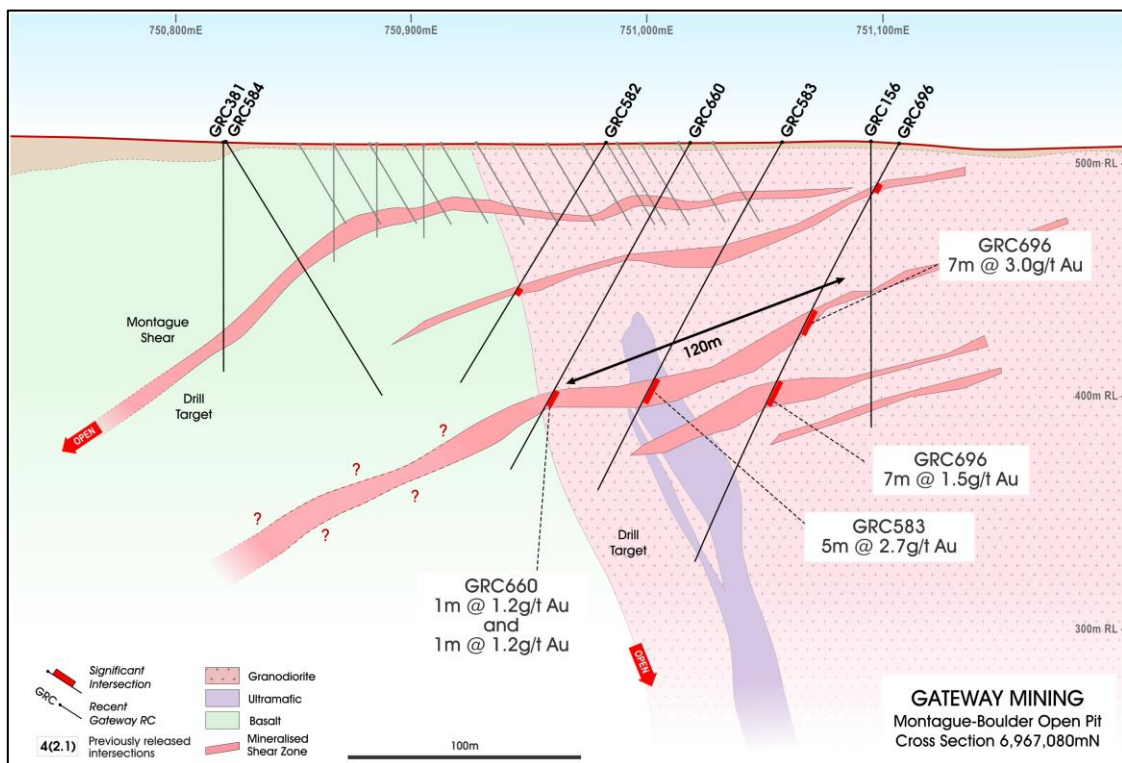 750,800mE
750,900mE
751,000mE
751,100mE
GRC381
GRC584
GRC582
GRC660
GRC583
GRC156
GRC696
500m RL
GRC696
7m @ 3.0g/t Au
Montague
Shear
120m
Drill
Target
400m RL
OPEN
?
?
?
?
?
GRC696
7m @ 1.5g/t Au
GRC583
5m @ 2.7g/t Au
Drill
Target
GRC660
1m @ 1.2g/t Au
and
1m @ 1.2g/t Au
300m RL
OPEN
Significant
Intersection
GRC
Recent
Gateway RC
4(2.1)
Previously released
intersections
Granodiorite
Ultramafic
Basalt
Mineralised
Shear Zone
100m
GATEWAY MINING
Montague-Boulder Open Pit
Cross Section 6,967,080mN